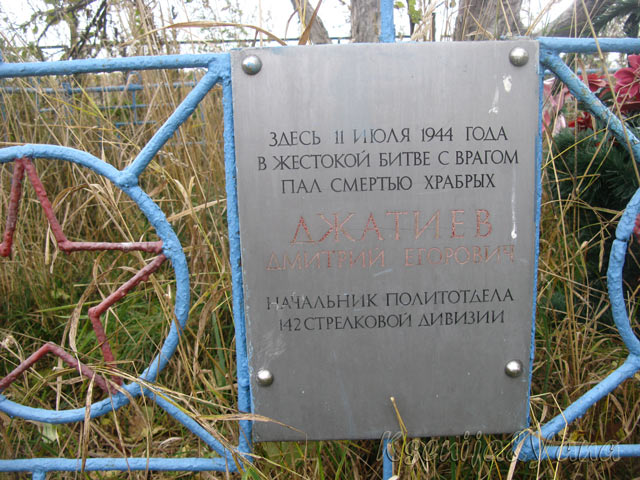 ЗДЕСЬ 11 ИЮЛЯ 1944 ГОДА
В ЖЕСТОКОЙ БИТВЕ С ВРАГОМ
ПАЛ СМЕРТЬЮ ХРАБРЫХ
ДЖАТИЕВ
ДМИТРИЙ ЕГОРОВИЧ
НАЧАЛЬНИК ПОЛИТОТДЕЛА
142 СТРЕЛКОВОЙ ДИВИЗИИ